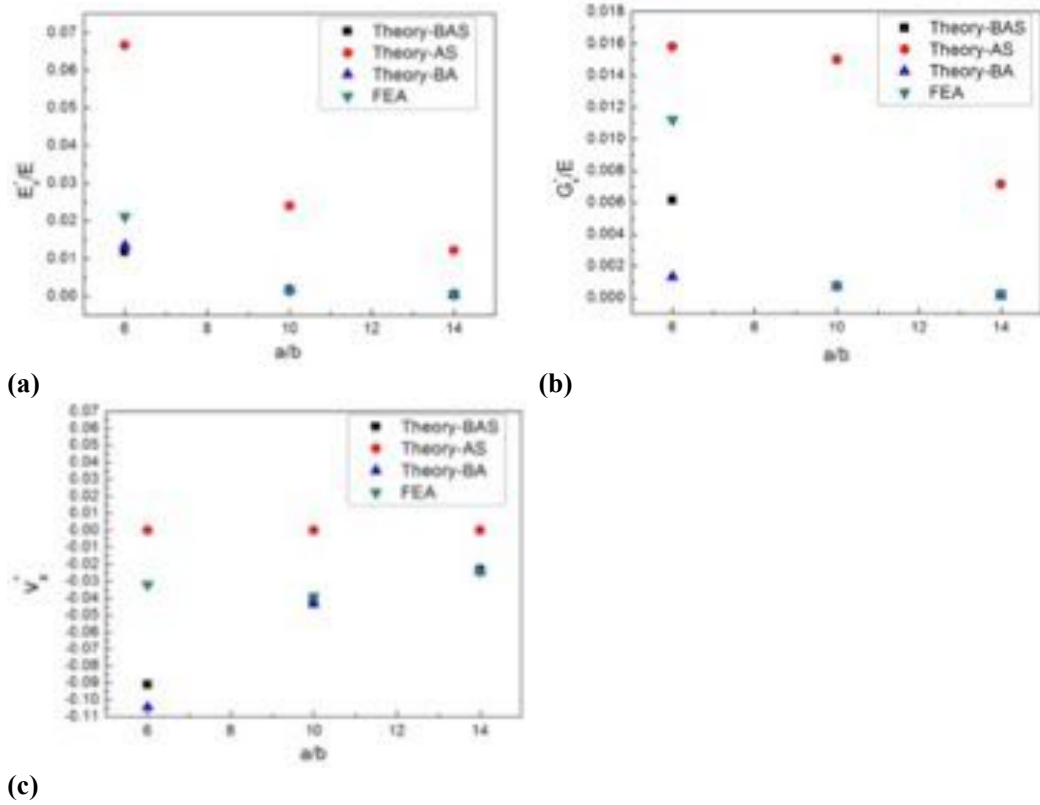 0.07
0.06
0.05
0.04
0.03
0.02
0.01
0.00
6 8 10 12 14
a/b
Theory-BAS
Theory-AS
Theory-BA
FEA
(a)
0.018
0.016
0.014
0.012
0.010
0.008
0.006
0.004
0.002
0.000
6 8 10 12 14
a/b
Theory-BAS
Theory-AS
Theory-BA
FEA
(b)
0.07
0.06
0.05
0.04
0.03
0.02
0.01
0.00
-0.01
-0.02
-0.03
-0.04
-0.05
-0.06
-0.07
-0.08
-0.09
-0.10
-0.11
6 8 10 12 14
a/b
Theory-BAS
Theory-AS
Theory-BA
FEA
(c)